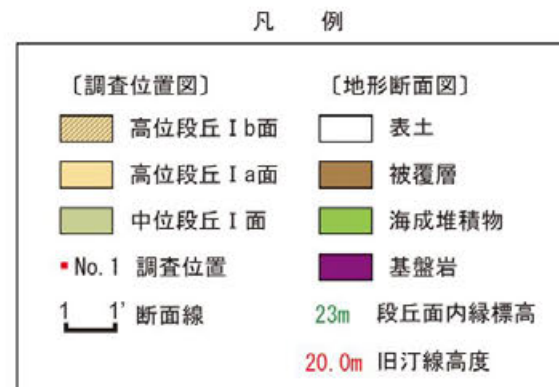 凡 例
〔調査位置図〕
高位段丘Ⅰb面
高位段丘Ⅰa面
中位段丘Ⅰ面
No. 1 調査位置
1 1' 断面線
〔地形断面図〕
表土
被覆層
海成堆積物
基盤岩
23m 段丘面内縁標高
20.0m 旧汀線高度